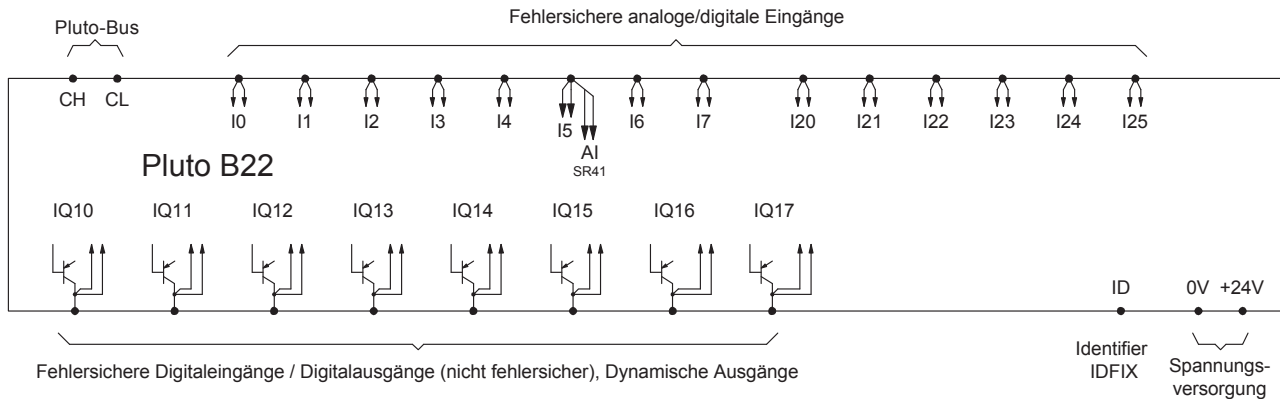 Fehlersichere analoge/digitale Eingänge
Pluto-Bus
CH CL I0 I1 I2 I3 I4 I5 I6 I7 I20 I21 I22 I23 I24 I25
AI
SR41
Pluto B22
IQ10 IQ11 IQ12 IQ13 IQ14 IQ15 IQ16 IQ17
ID 0V +24V
Identifier
IDFIX
Spannungs-
versorgung
Fehlersichere Digitaleingänge / Digitalausgänge (nicht fehlersicher), Dynamische Ausgänge